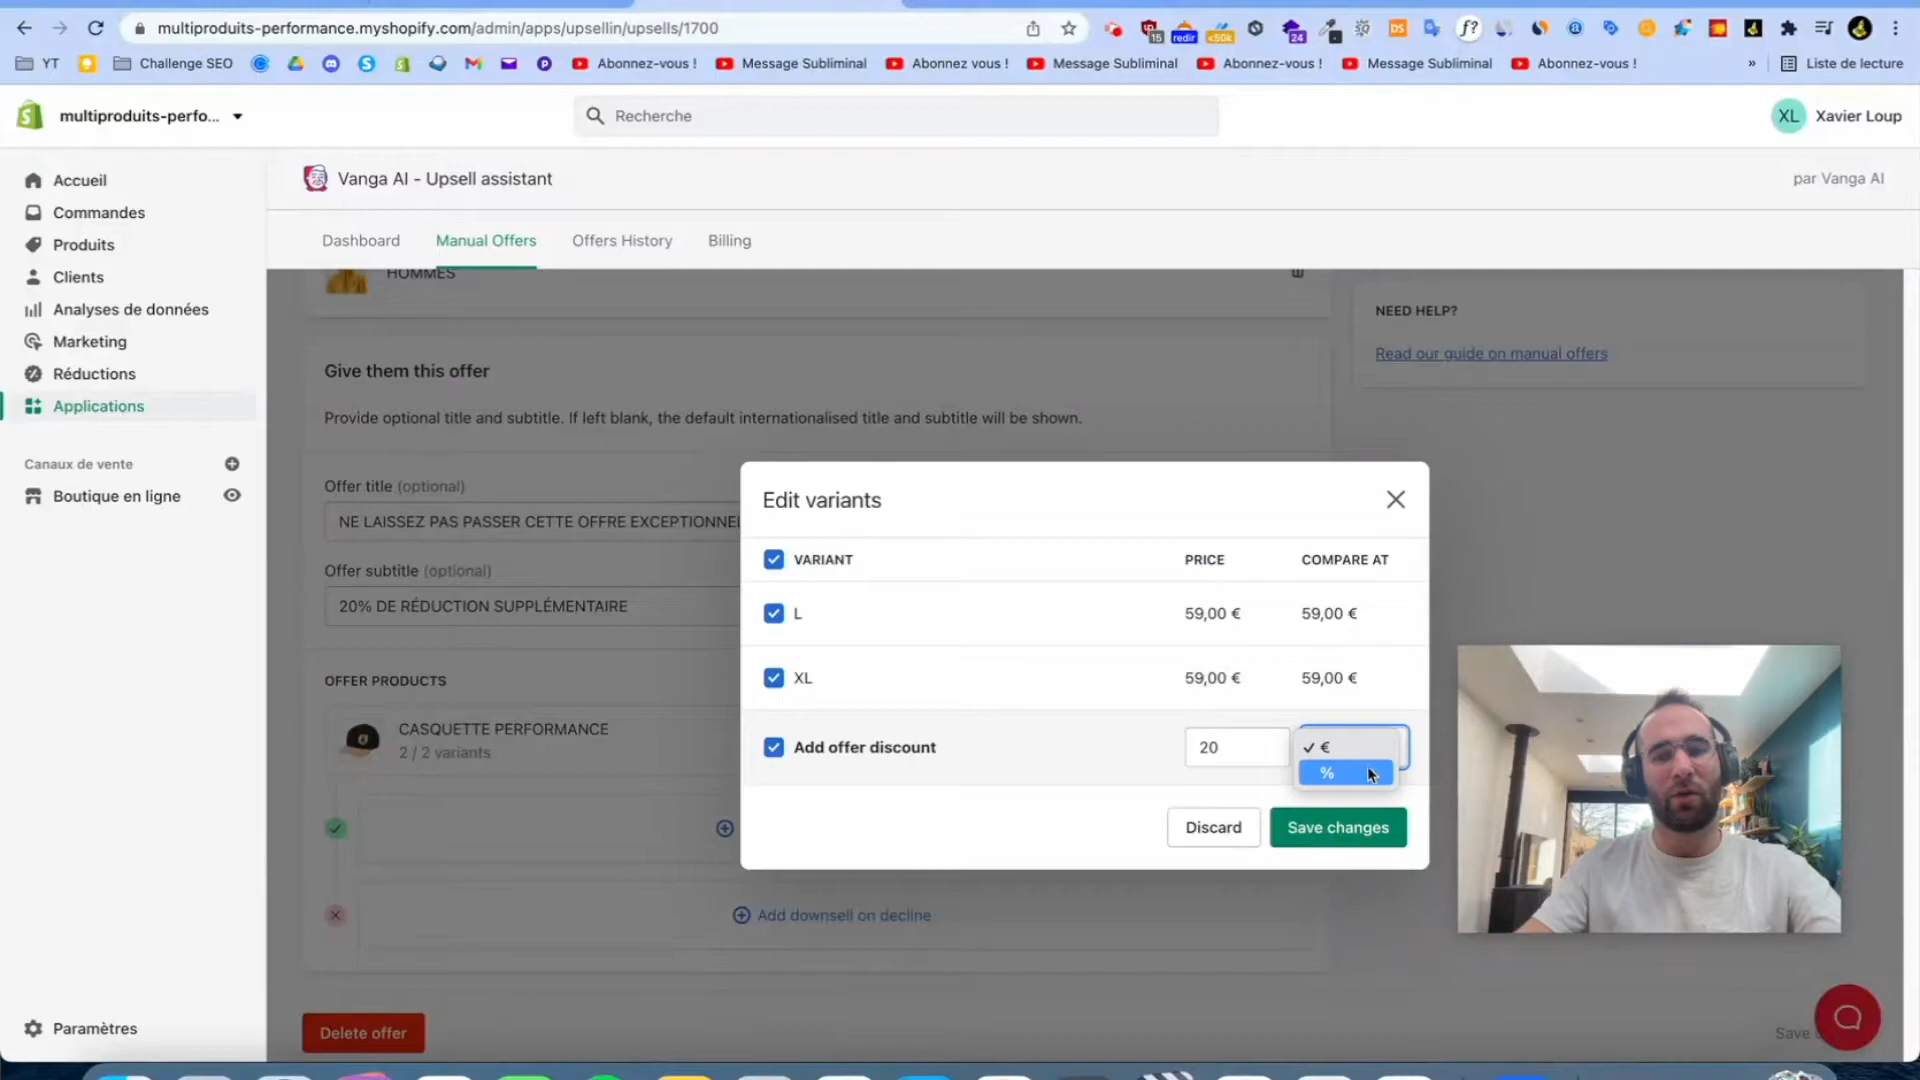 multiproduits-performance.myshopify.com/admin/apps/upsellin/upsells/1700
15
redir
<50k
24
DS
f?
YT
Challenge SEO
Abonnez-vous !
Message Subliminal
Abonnez vous !
Message Subliminal
Abonnez-vous !
Message Subliminal
Abonnez-vous !
»
Liste de lecture
multiproduits-perfo...
Recherche
XL
Xavier Loup
Accueil
Commandes
Produits
Clients
Analyses de données
Marketing
Réductions
Applications
Canaux de vente
Boutique en ligne
Paramètres
Vanga AI - Upsell assistant
par Vanga AI
Dashboard
Manual Offers
Offers History
Billing
HOMMES
NEED HELP?
Read our guide on manual offers
Give them this offer
Provide optional title and subtitle. If left blank, the default internationalised title and subtitle will be shown.
Offer title (optional)
NE LAISSEZ PAS PASSER CETTE OFFRE EXCEPTIONNEL
Offer subtitle (optional)
20% DE RÉDUCTION SUPPLÉMENTAIRE
OFFER PRODUCTS
CASQUETTE PERFORMANCE
2 / 2 variants
Add downsell on decline
Delete offer
Save
Edit variants
VARIANT PRICE COMPARE AT
L 59,00 € 59,00 €
XL 59,00 € 59,00 €
Add offer discount 20 ✓ €
%
Discard
Save changes